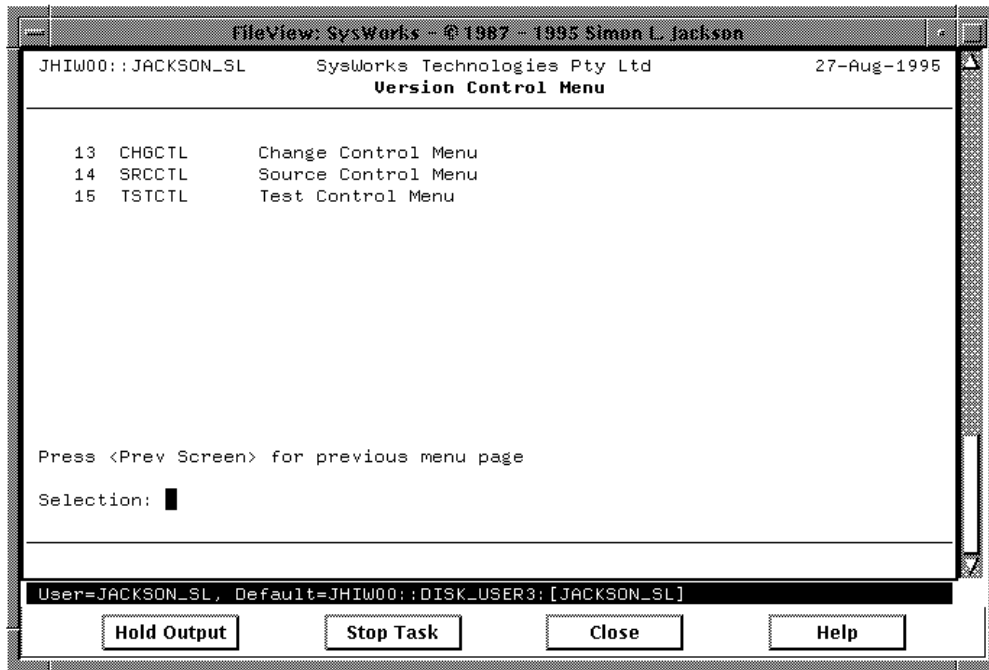 FileView: SysWorks - © 1987 - 1995 Simon L. Jackson
JHIW00::JACKSON_SL SysWorks Technologies Pty Ltd 27-Aug-1995
Version Control Menu
13 CHGCTL Change Control Menu
14 SRCCTL Source Control Menu
15 TSTCTL Test Control Menu
Press <Prev Screen> for previous menu page
Selection:
User=JACKSON_SL, Default=JHIW00::DISK_USER3:[JACKSON_SL]
Hold Output Stop Task Close Help